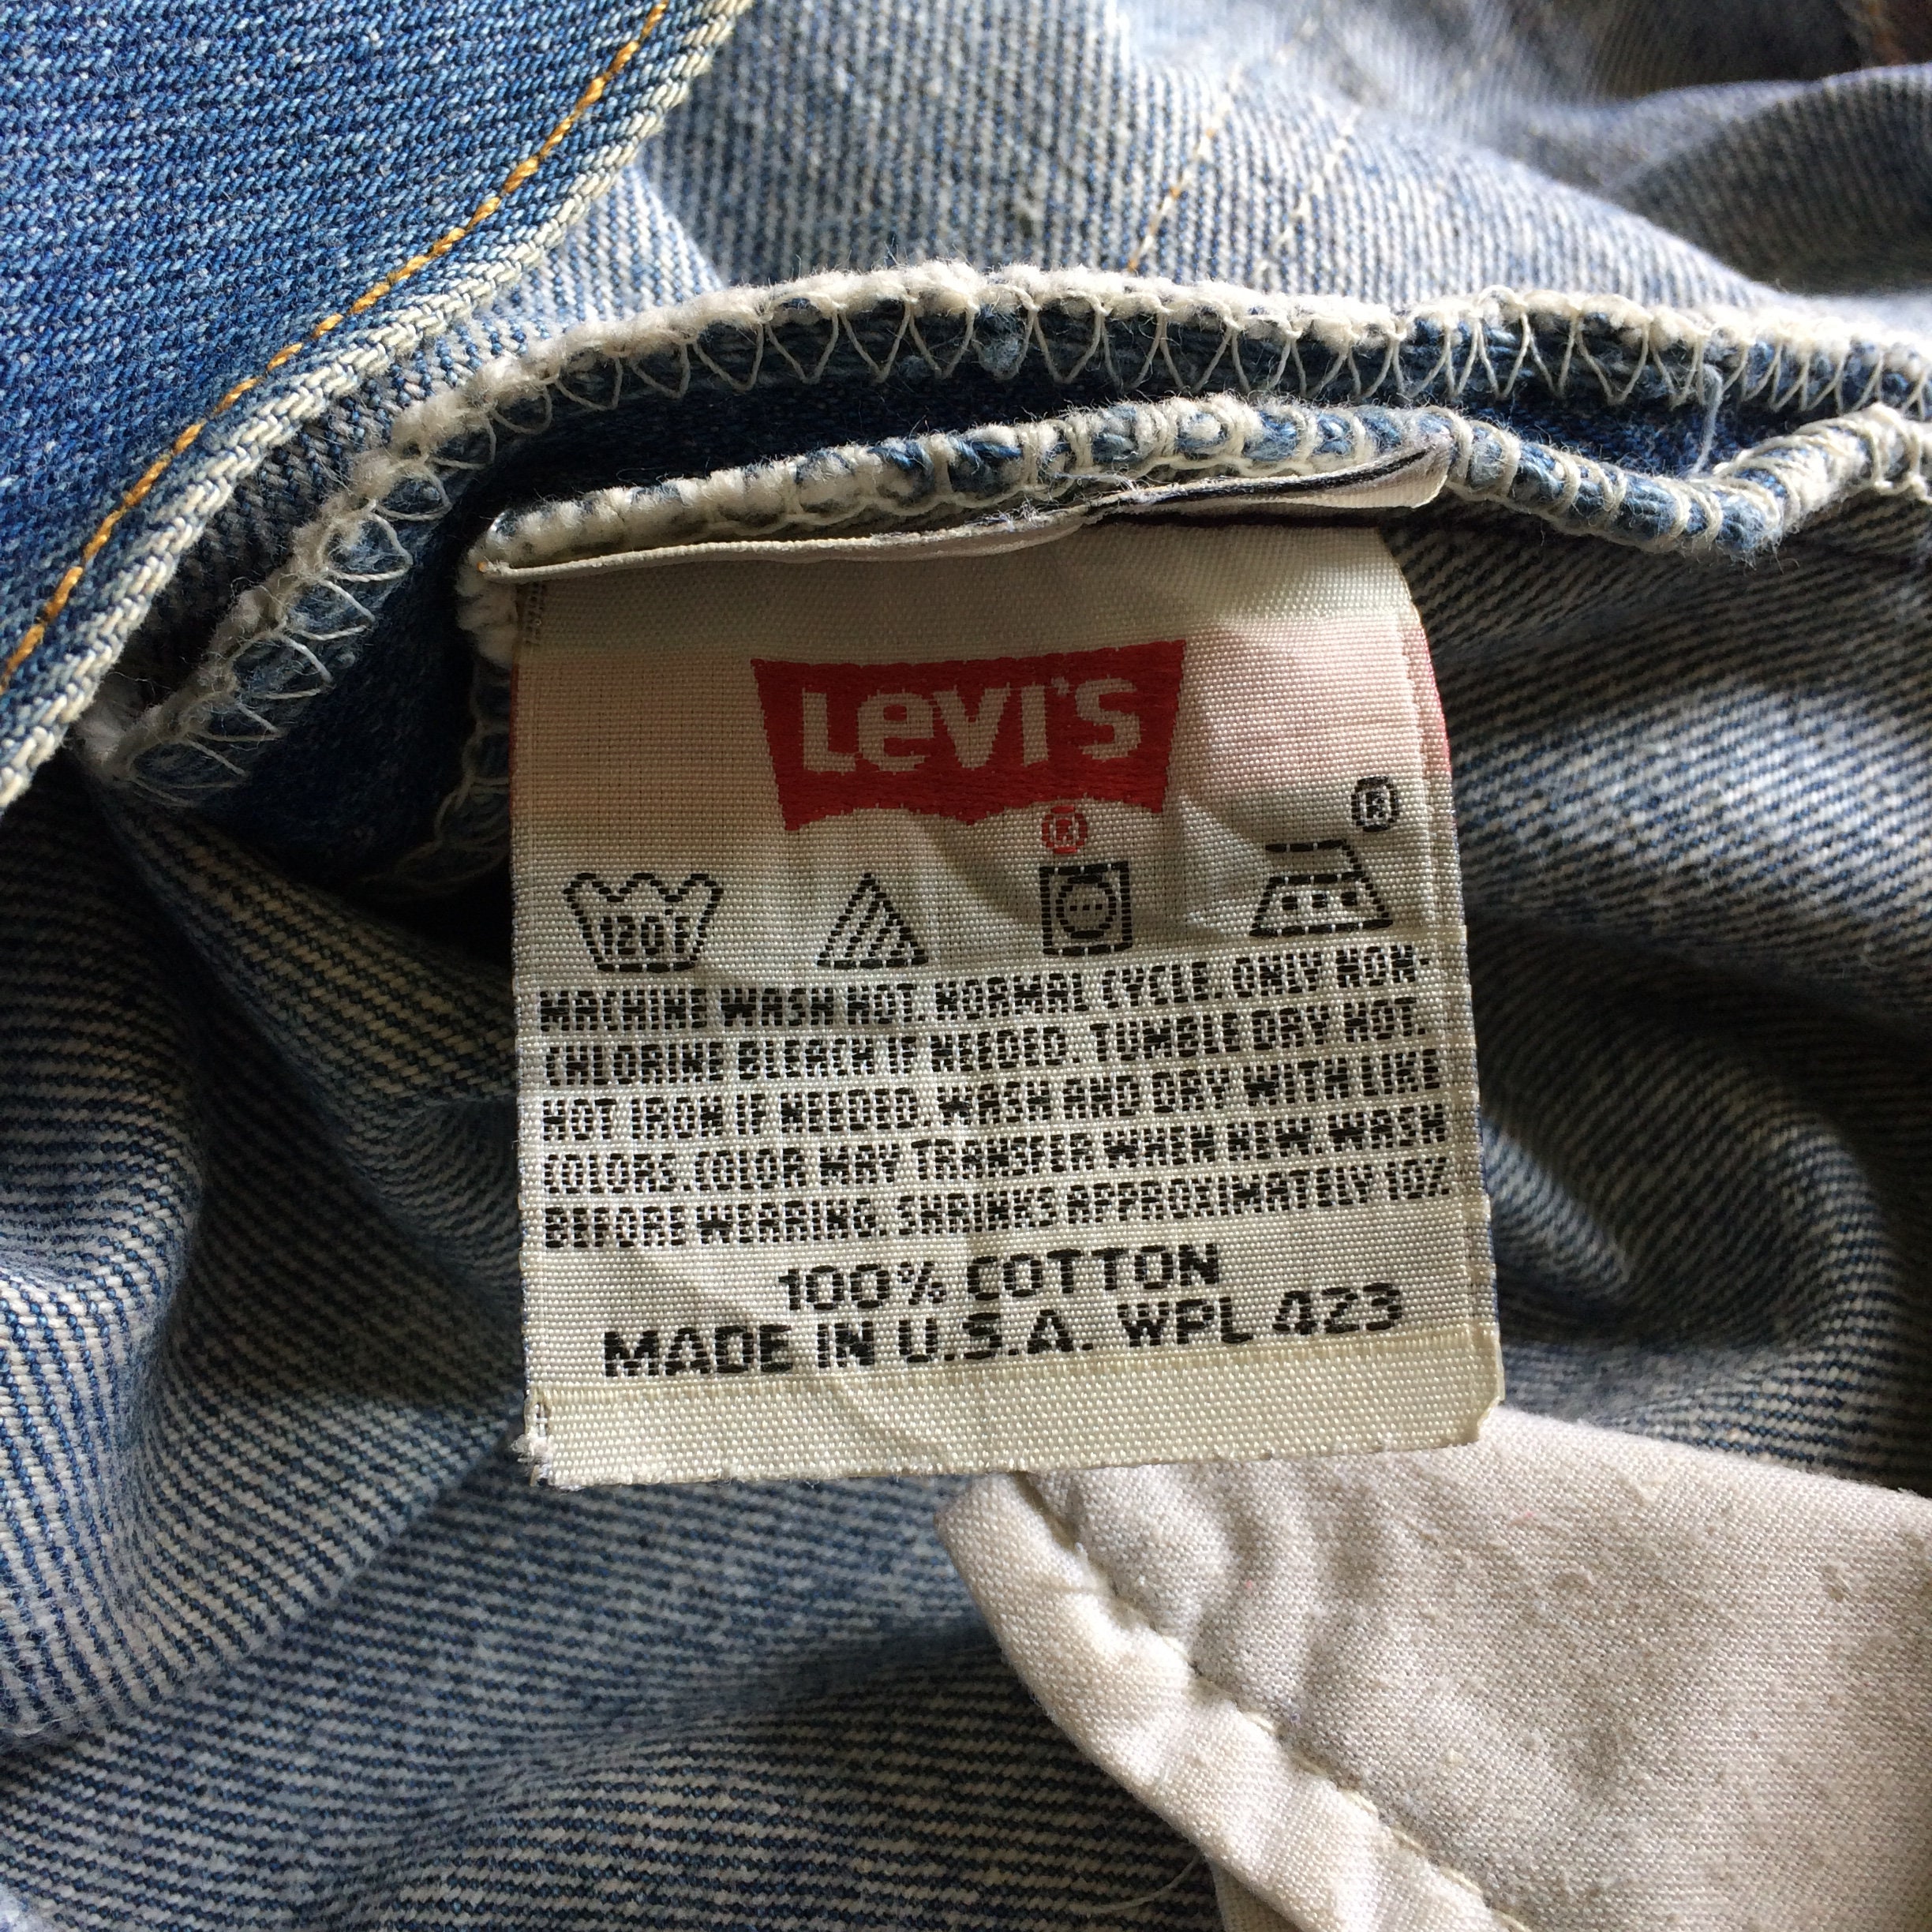 LEVI'S
®
®
120°F
MACHINE WASH HOT. NORMAL CYCLE. ONLY NON-
CHLORINE BLEACH IF NEEDED. TUMBLE DRY HOT.
HOT IRON IF NEEDED. WASH AND DRY WITH LIKE
COLORS. COLOR MAY TRANSFER WHEN NEW. WASH
BEFORE WEARING. SHRINKS APPROXIMATELY 10%
100% COTTON
MADE IN U.S.A. WPL 423